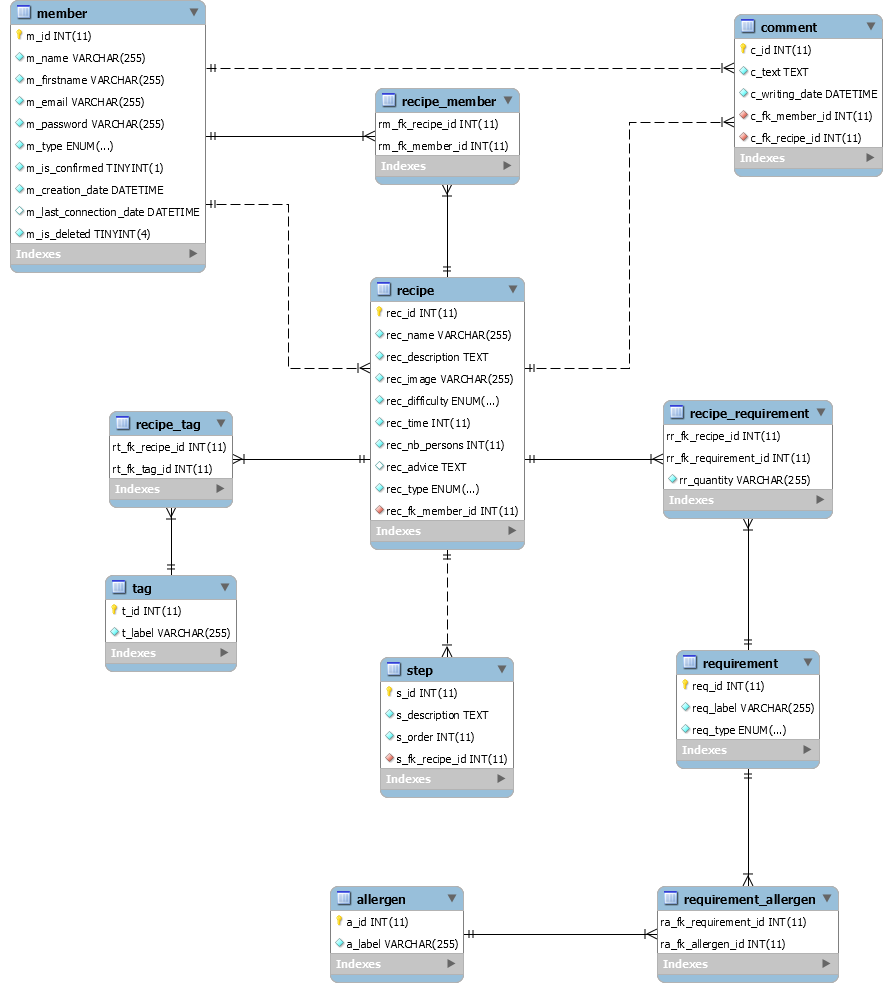 member
m_id INT(11)
m_name VARCHAR(255)
m_firstname VARCHAR(255)
m_email VARCHAR(255)
m_password VARCHAR(255)
m_type ENUM(...)
m_is_confirmed TINYINT(1)
m_creation_date DATETIME
m_last_connection_date DATETIME
m_is_deleted TINYINT(4)
Indexes
comment
c_id INT(11)
c_text TEXT
c_writing_date DATETIME
c_fk_member_id INT(11)
c_fk_recipe_id INT(11)
Indexes
recipe_member
rm_fk_recipe_id INT(11)
rm_fk_member_id INT(11)
Indexes
recipe
rec_id INT(11)
rec_name VARCHAR(255)
rec_description TEXT
rec_image VARCHAR(255)
rec_difficulty ENUM(...)
rec_time INT(11)
rec_nb_persons INT(11)
rec_advice TEXT
rec_type ENUM(...)
rec_fk_member_id INT(11)
Indexes
recipe_tag
rt_fk_recipe_id INT(11)
rt_fk_tag_id INT(11)
Indexes
recipe_requirement
rr_fk_recipe_id INT(11)
rr_fk_requirement_id INT(11)
rr_quantity VARCHAR(255)
Indexes
tag
t_id INT(11)
t_label VARCHAR(255)
Indexes
step
s_id INT(11)
s_description TEXT
s_order INT(11)
s_fk_recipe_id INT(11)
Indexes
requirement
req_id INT(11)
req_label VARCHAR(255)
req_type ENUM(...)
Indexes
allergen
a_id INT(11)
a_label VARCHAR(255)
Indexes
requirement_allergen
ra_fk_requirement_id INT(11)
ra_fk_allergen_id INT(11)
Indexes